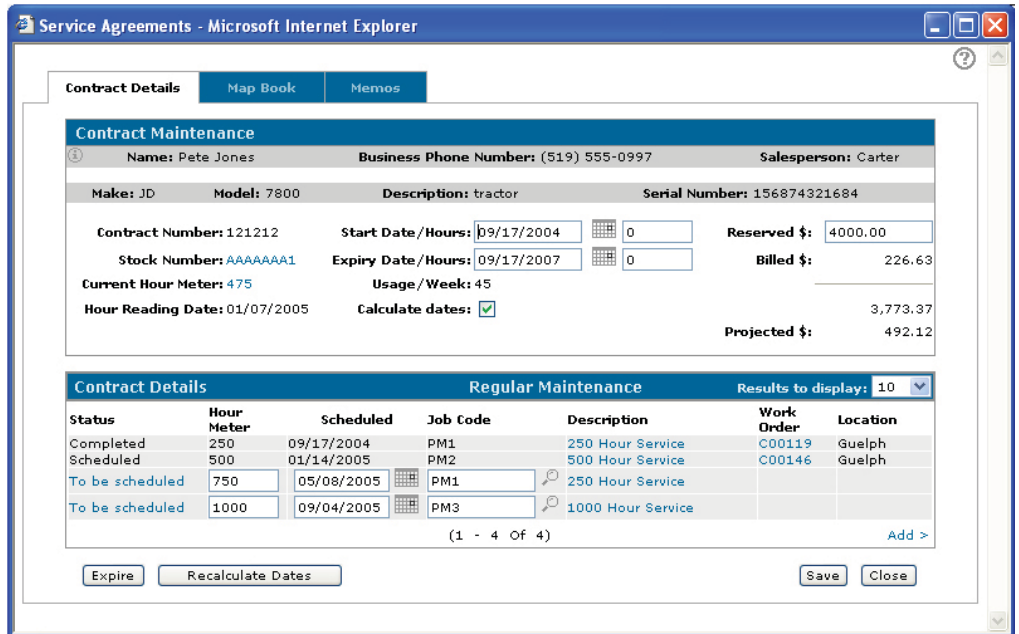 Service Agreements - Microsoft Internet Explorer
Contract Details Map Book Memos
Contract Maintenance
Name: Pete Jones Business Phone Number: (519) 555-0997 Salesperson: Carter
Make: JD Model: 7800 Description: tractor Serial Number: 156874321684
Contract Number: 121212 Start Date/Hours: 09/17/2004 0 Reserved $: 4000.00
Stock Number: AAAAAAA1 Expiry Date/Hours: 09/17/2007 0 Billed $: 226.63
Current Hour Meter: 475 Usage/Week: 45
Hour Reading Date: 01/07/2005 Calculate dates: 3,773.37
Projected $: 492.12
Contract Details Regular Maintenance Results to display: 10
Status Hour Meter Scheduled Job Code Description Work Order Location
Completed 250 09/17/2004 PM1 250 Hour Service C00119 Guelph
Scheduled 500 01/14/2005 PM2 500 Hour Service C00146 Guelph
To be scheduled 750 05/08/2005 PM1 250 Hour Service
To be scheduled 1000 09/04/2005 PM3 1000 Hour Service
(1 - 4 Of 4) Add >
Expire Recalculate Dates Save Close